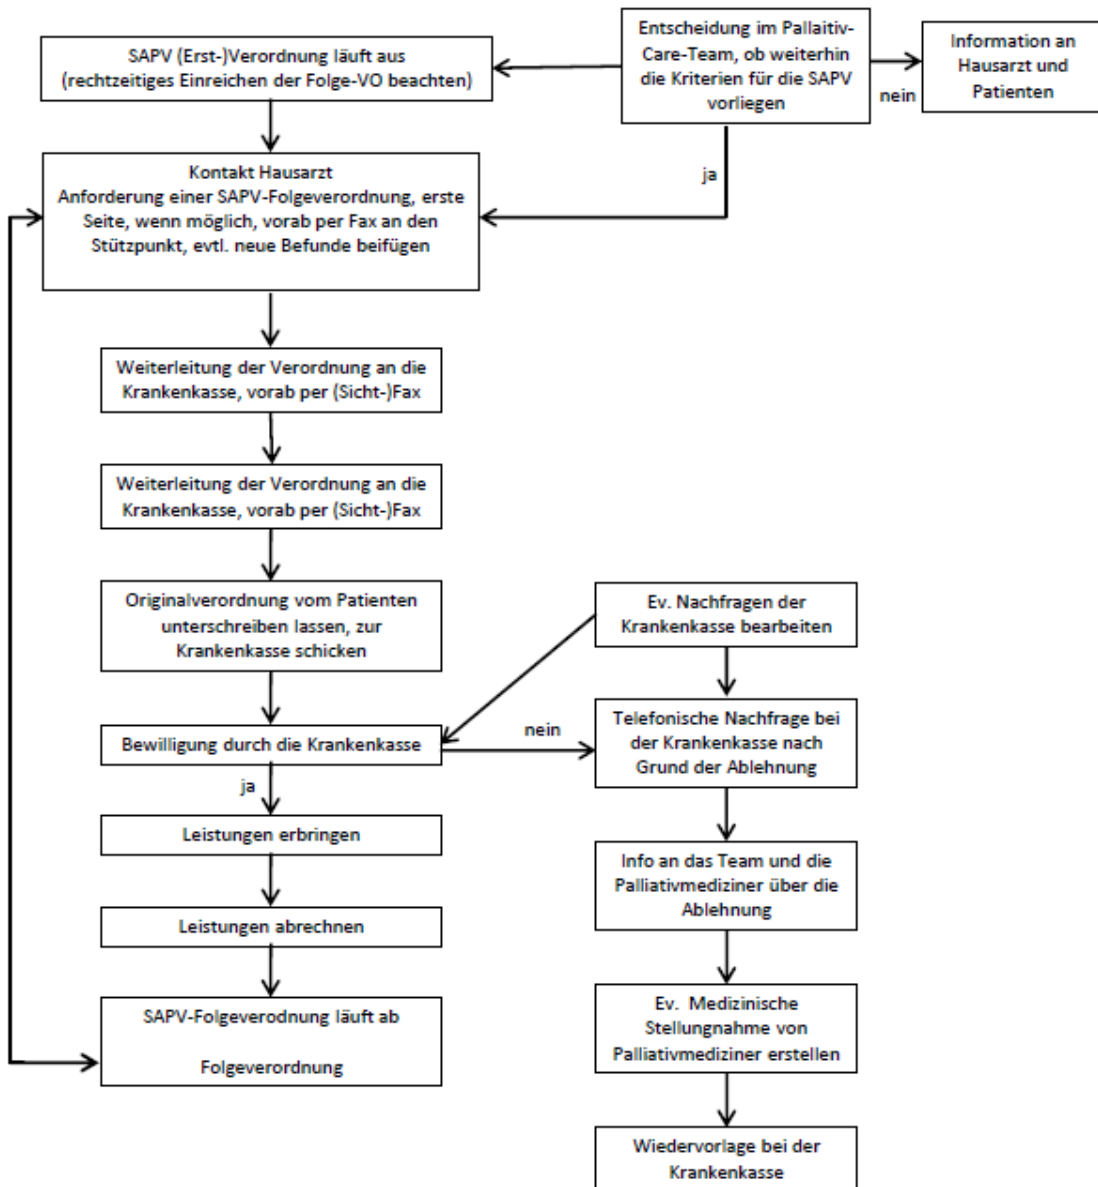 SAPV (Erst-)Verordnung läuft aus
(rechtzeitiges Einreichen der Folge-VO beachten)
Entscheidung im Pallaitiv-
Care-Team, ob weiterhin
die Kriterien für die SAPV
vorliegen
nein
Information an
Hausarzt und
Patienten
ja
Kontakt Hausarzt
Anforderung einer SAPV-Folgeverordnung, erste
Seite, wenn möglich, vorab per Fax an den
Stützpunkt, evtl. neue Befunde beifügen
Weiterleitung der Verordnung an die
Krankenkasse, vorab per (Sicht-)Fax
Weiterleitung der Verordnung an die
Krankenkasse, vorab per (Sicht-)Fax
Originalverordnung vom Patienten
unterschreiben lassen, zur
Krankenkasse schicken
Ev. Nachfragen der
Krankenkasse bearbeiten
Bewilligung durch die Krankenkasse
nein
Telefonische Nachfrage bei
der Krankenkasse nach
Grund der Ablehnung
ja
Leistungen erbringen
Info an das Team und die
Palliativmediziner über die
Ablehnung
Leistungen abrechnen
SAPV-Folgeverodnung läuft ab
Folgeverordnung
Ev. Medizinische
Stellungnahme von
Palliativmediziner erstellen
Wiedervorlage bei der
Krankenkasse